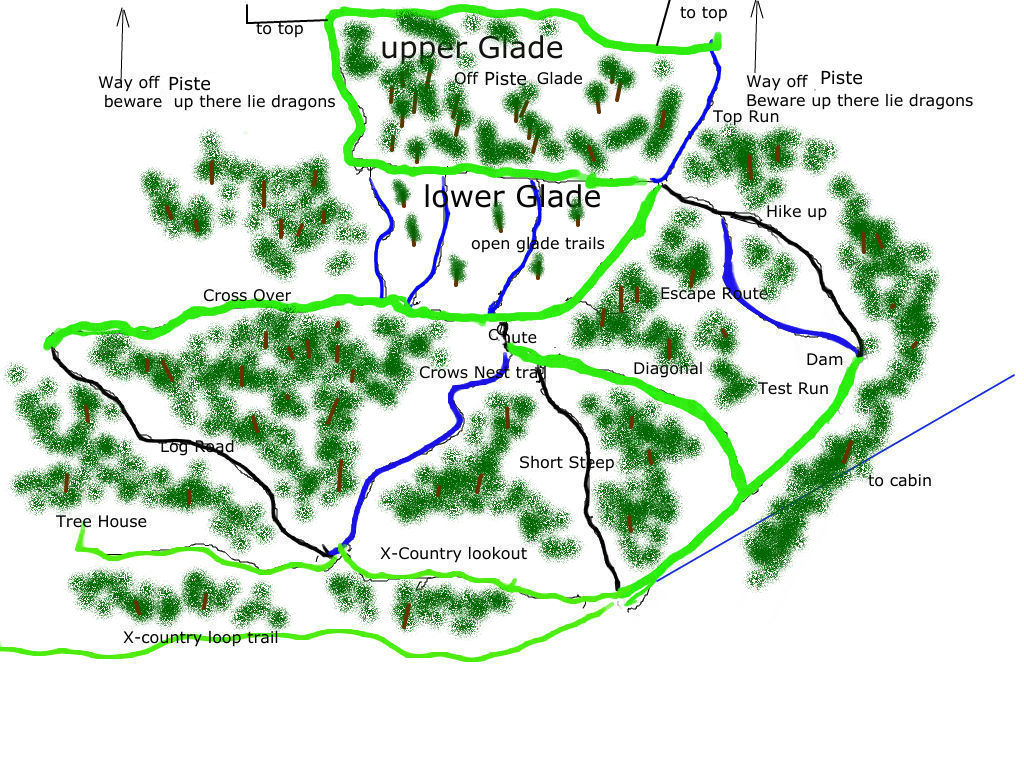 to top
to top
upper Glade
Off Piste Glade
Way off Piste
beware up there lie dragons
Way off Piste
Beware up there lie dragons
Top Run
lower Glade
Hike up
open glade trails
Cross Over
Escape Route
Chute
Dam
Crows Nest trail
Diagonal
Test Run
Log Road
Short Steep
to cabin
Tree House
X-Country lookout
X-country loop trail